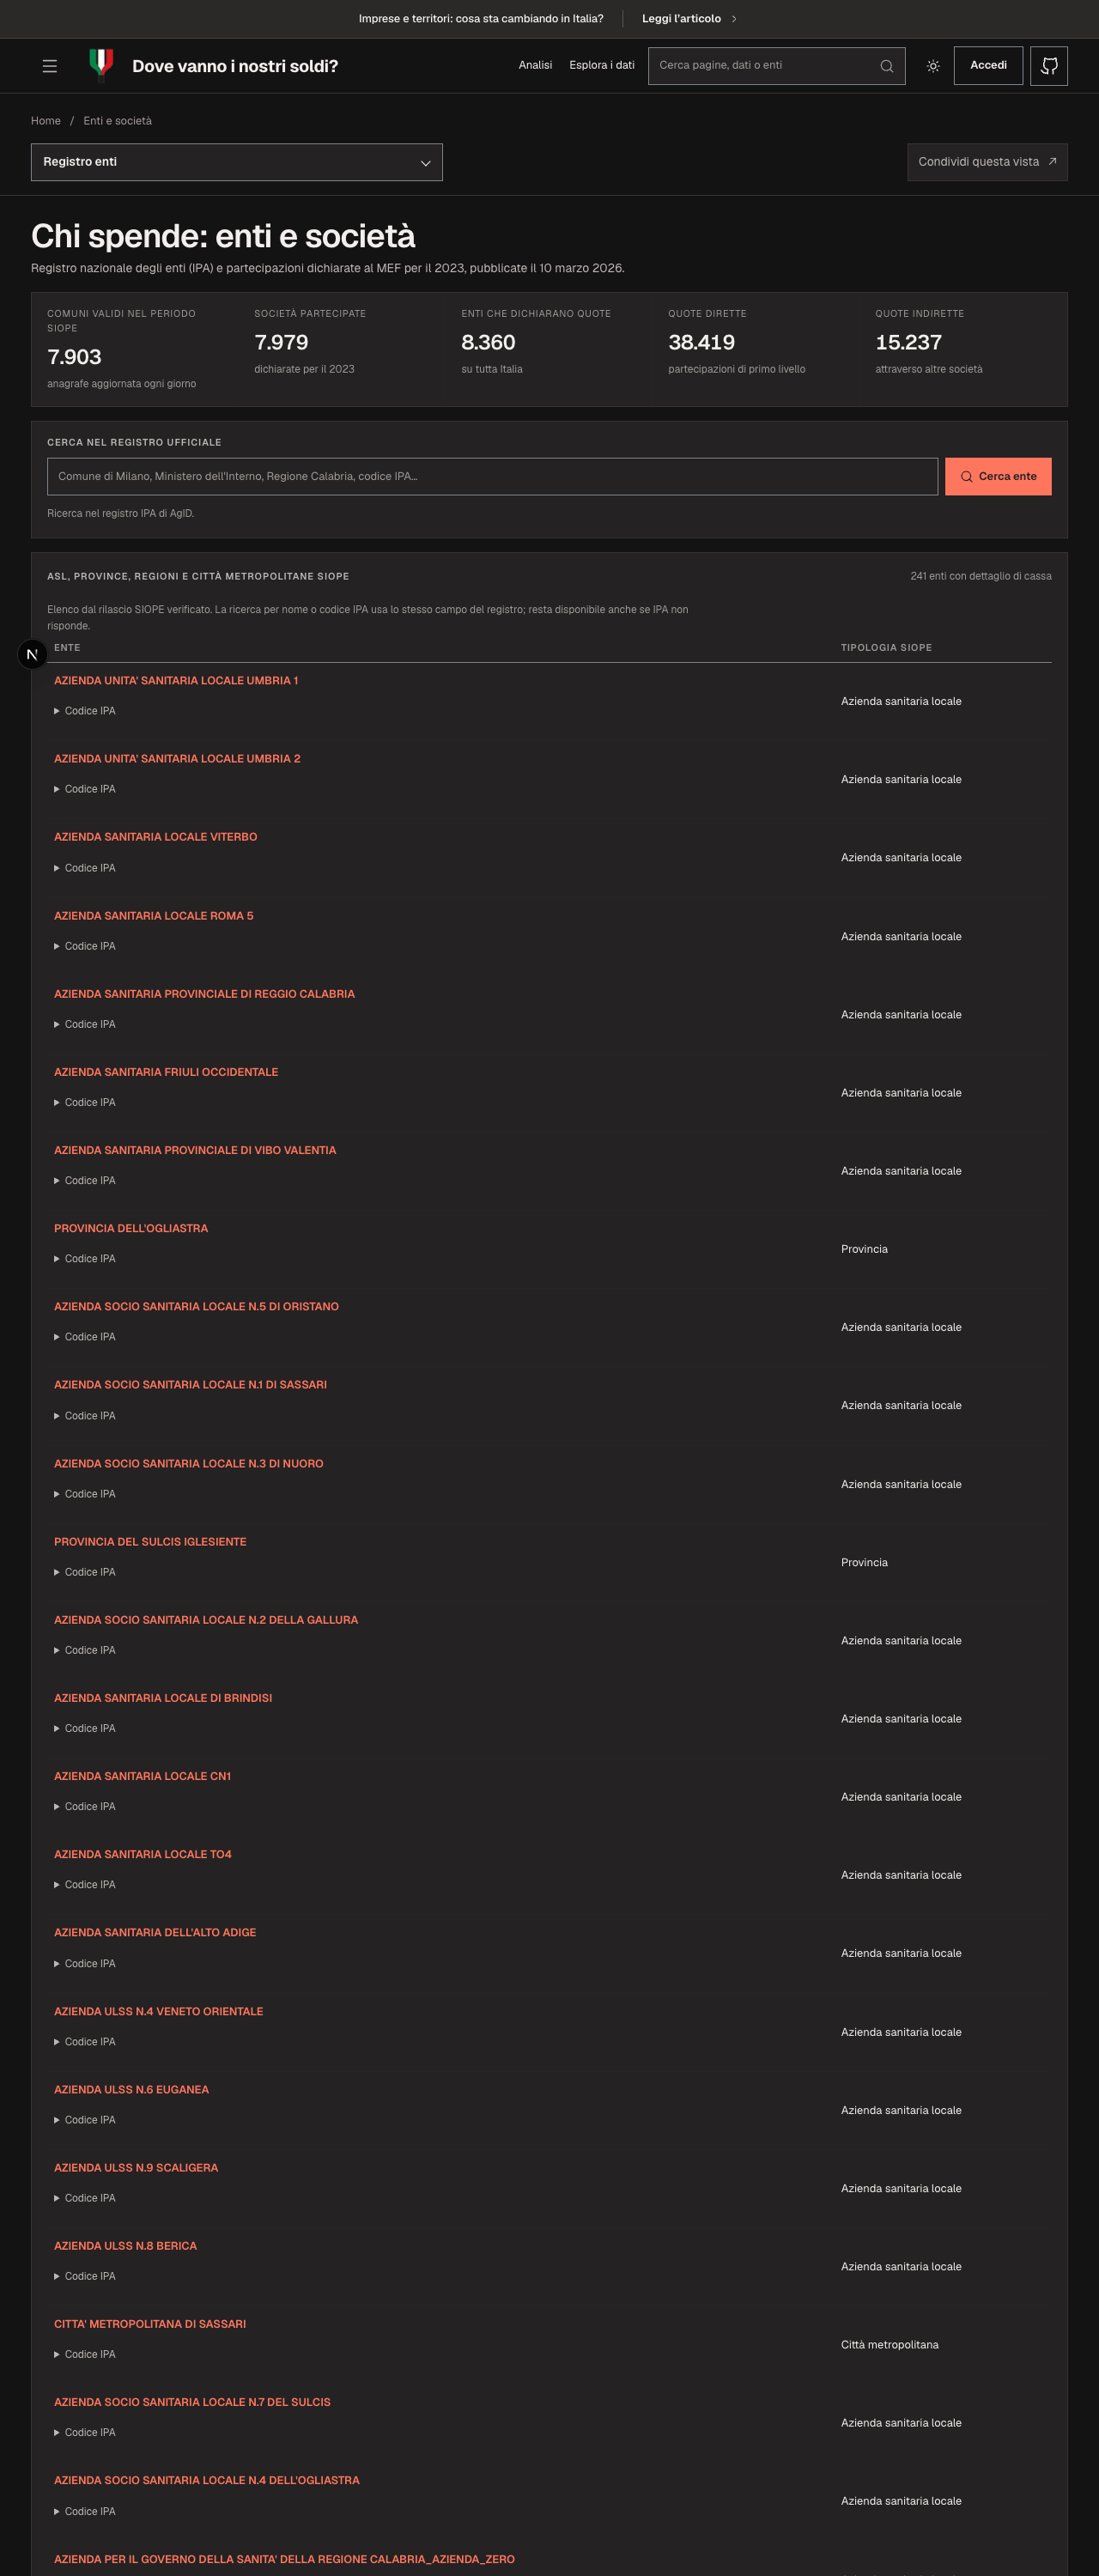 Imprese e territori: cosa sta cambiando in Italia?
Leggi l'articolo
Dove vanno i nostri soldi?
Analisi
Esplora i dati
Cerca pagine, dati o enti
Accedi
Home / Enti e società
Registro enti
Condividi questa vista
Chi spende: enti e società
Registro nazionale degli enti (IPA) e partecipazioni dichiarate al MEF per il 2023, pubblicate il 10 marzo 2026.
COMUNI VALIDI NEL PERIODO
SIOPE
7.903
anagrafe aggiornata ogni giorno
SOCIETÀ PARTECIPATE
7.979
dichiarate per il 2023
ENTI CHE DICHIARANO QUOTE
8.360
su tutta Italia
QUOTE DIRETTE
38.419
partecipazioni di primo livello
QUOTE INDIRETTE
15.237
attraverso altre società
CERCA NEL REGISTRO UFFICIALE
Comune di Milano, Ministero dell'Interno, Regione Calabria, codice IPA…
Cerca ente
Ricerca nel registro IPA di AgID.
ASL, PROVINCE, REGIONI E CITTÀ METROPOLITANE SIOPE
241 enti con dettaglio di cassa
Elenco dal rilascio SIOPE verificato. La ricerca per nome o codice IPA usa lo stesso campo del registro; resta disponibile anche se IPA non
risponde.
N
ENTE
TIPOLOGIA SIOPE
AZIENDA UNITA' SANITARIA LOCALE UMBRIA 1
Codice IPA
Azienda sanitaria locale
AZIENDA UNITA' SANITARIA LOCALE UMBRIA 2
Codice IPA
Azienda sanitaria locale
AZIENDA SANITARIA LOCALE VITERBO
Codice IPA
Azienda sanitaria locale
AZIENDA SANITARIA LOCALE ROMA 5
Codice IPA
Azienda sanitaria locale
AZIENDA SANITARIA PROVINCIALE DI REGGIO CALABRIA
Codice IPA
Azienda sanitaria locale
AZIENDA SANITARIA FRIULI OCCIDENTALE
Codice IPA
Azienda sanitaria locale
AZIENDA SANITARIA PROVINCIALE DI VIBO VALENTIA
Codice IPA
Azienda sanitaria locale
PROVINCIA DELL'OGLIASTRA
Codice IPA
Provincia
AZIENDA SOCIO SANITARIA LOCALE N.5 DI ORISTANO
Codice IPA
Azienda sanitaria locale
AZIENDA SOCIO SANITARIA LOCALE N.1 DI SASSARI
Codice IPA
Azienda sanitaria locale
AZIENDA SOCIO SANITARIA LOCALE N.3 DI NUORO
Codice IPA
Azienda sanitaria locale
PROVINCIA DEL SULCIS IGLESIENTE
Codice IPA
Provincia
AZIENDA SOCIO SANITARIA LOCALE N.2 DELLA GALLURA
Codice IPA
Azienda sanitaria locale
AZIENDA SANITARIA LOCALE DI BRINDISI
Codice IPA
Azienda sanitaria locale
AZIENDA SANITARIA LOCALE CN1
Codice IPA
Azienda sanitaria locale
AZIENDA SANITARIA LOCALE TO4
Codice IPA
Azienda sanitaria locale
AZIENDA SANITARIA DELL'ALTO ADIGE
Codice IPA
Azienda sanitaria locale
AZIENDA ULSS N.4 VENETO ORIENTALE
Codice IPA
Azienda sanitaria locale
AZIENDA ULSS N.6 EUGANEA
Codice IPA
Azienda sanitaria locale
AZIENDA ULSS N.9 SCALIGERA
Codice IPA
Azienda sanitaria locale
AZIENDA ULSS N.8 BERICA
Codice IPA
Azienda sanitaria locale
CITTA' METROPOLITANA DI SASSARI
Codice IPA
Città metropolitana
AZIENDA SOCIO SANITARIA LOCALE N.7 DEL SULCIS
Codice IPA
Azienda sanitaria locale
AZIENDA SOCIO SANITARIA LOCALE N.4 DELL'OGLIASTRA
Codice IPA
Azienda sanitaria locale
AZIENDA PER IL GOVERNO DELLA SANITA' DELLA REGIONE CALABRIA_AZIENDA_ZERO